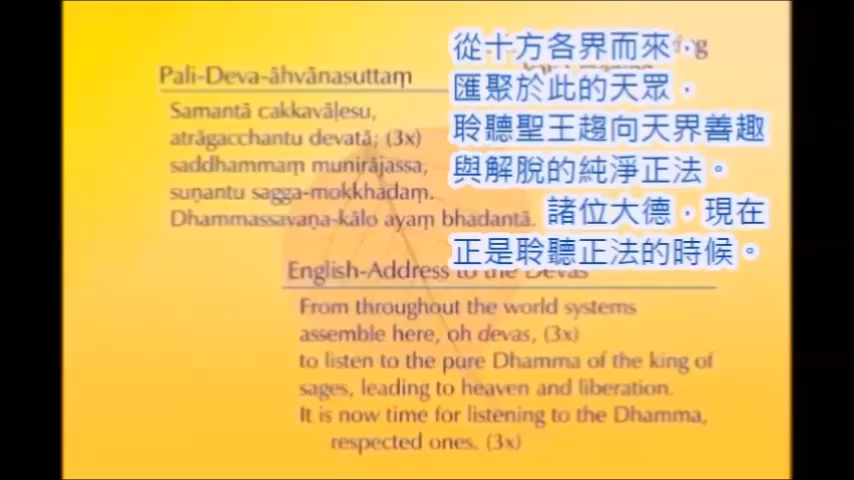 Pali-Deva-āhvānasuttaṃ
Samantā cakkavāḷesu,
atrāgacchantu devatā; (3x)
saddhammaṃ munirājassa,
suṇantu sagga-mokkhadaṃ.
Dhammassavaṇa-kālo ayaṃ bhadantā.
從十方各界而來，
匯聚於此的天眾，
聆聽聖王趨向天界善趣
與解脫的純淨正法。
諸位大德，現在
正是聆聽正法的時候。
English-Address to the Devas
From throughout the world systems
assemble here, oh devas, (3x)
to listen to the pure Dhamma of the king of
sages, leading to heaven and liberation.
It is now time for listening to the Dhamma,
respected ones. (3x)